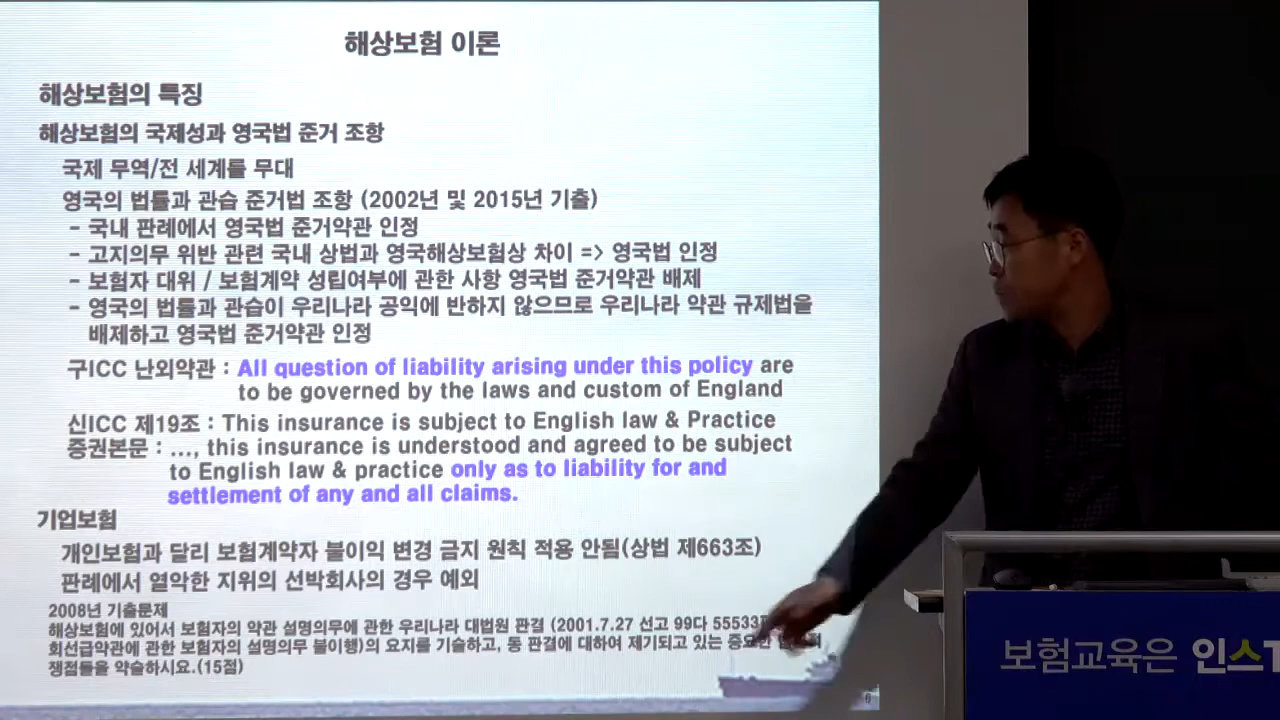 해상보험 이론
해상보험의 특징
해상보험의 국제성과 영국법 준거 조항
국제 무역/전 세계를 무대
영국의 법률과 관습 준거법 조항 (2002년 및 2015년 기출)
- 국내 판례에서 영국법 준거약관 인정
- 고지의무 위반 관련 국내 상법과 영국해상보험상 차이 => 영국법 인정
- 보험자 대위 / 보험계약 성립여부에 관한 사항 영국법 준거약관 배제
- 영국의 법률과 관습이 우리나라 공익에 반하지 않으므로 우리나라 약관 규제법을
배제하고 영국법 준거약관 인정
구ICC 난외약관 : All question of liability arising under this policy are
to be governed by the laws and custom of England
신ICC 제19조 : This insurance is subject to English law & Practice
증권본문 : ..., this insurance is understood and agreed to be subject
to English law & practice only as to liability for and
settlement of any and all claims.
기업보험
개인보험과 달리 보험계약자 불이익 변경 금지 원칙 적용 안됨(상법 제663조)
판례에서 열악한 지위의 선박회사의 경우 예외
2008년 기출문제
해상보험에 있어서 보험자의 약관 설명의무에 관한 우리나라 대법원 판결 (2001.7.27 선고 99다 55533
회선급약관에 관한 보험자의 설명의무 불이행)의 요지를 기술하고, 동 판결에 대하여 제기되고 있는 중요한
쟁점들을 약술하시요.(15점)
6
보험교육은 인스